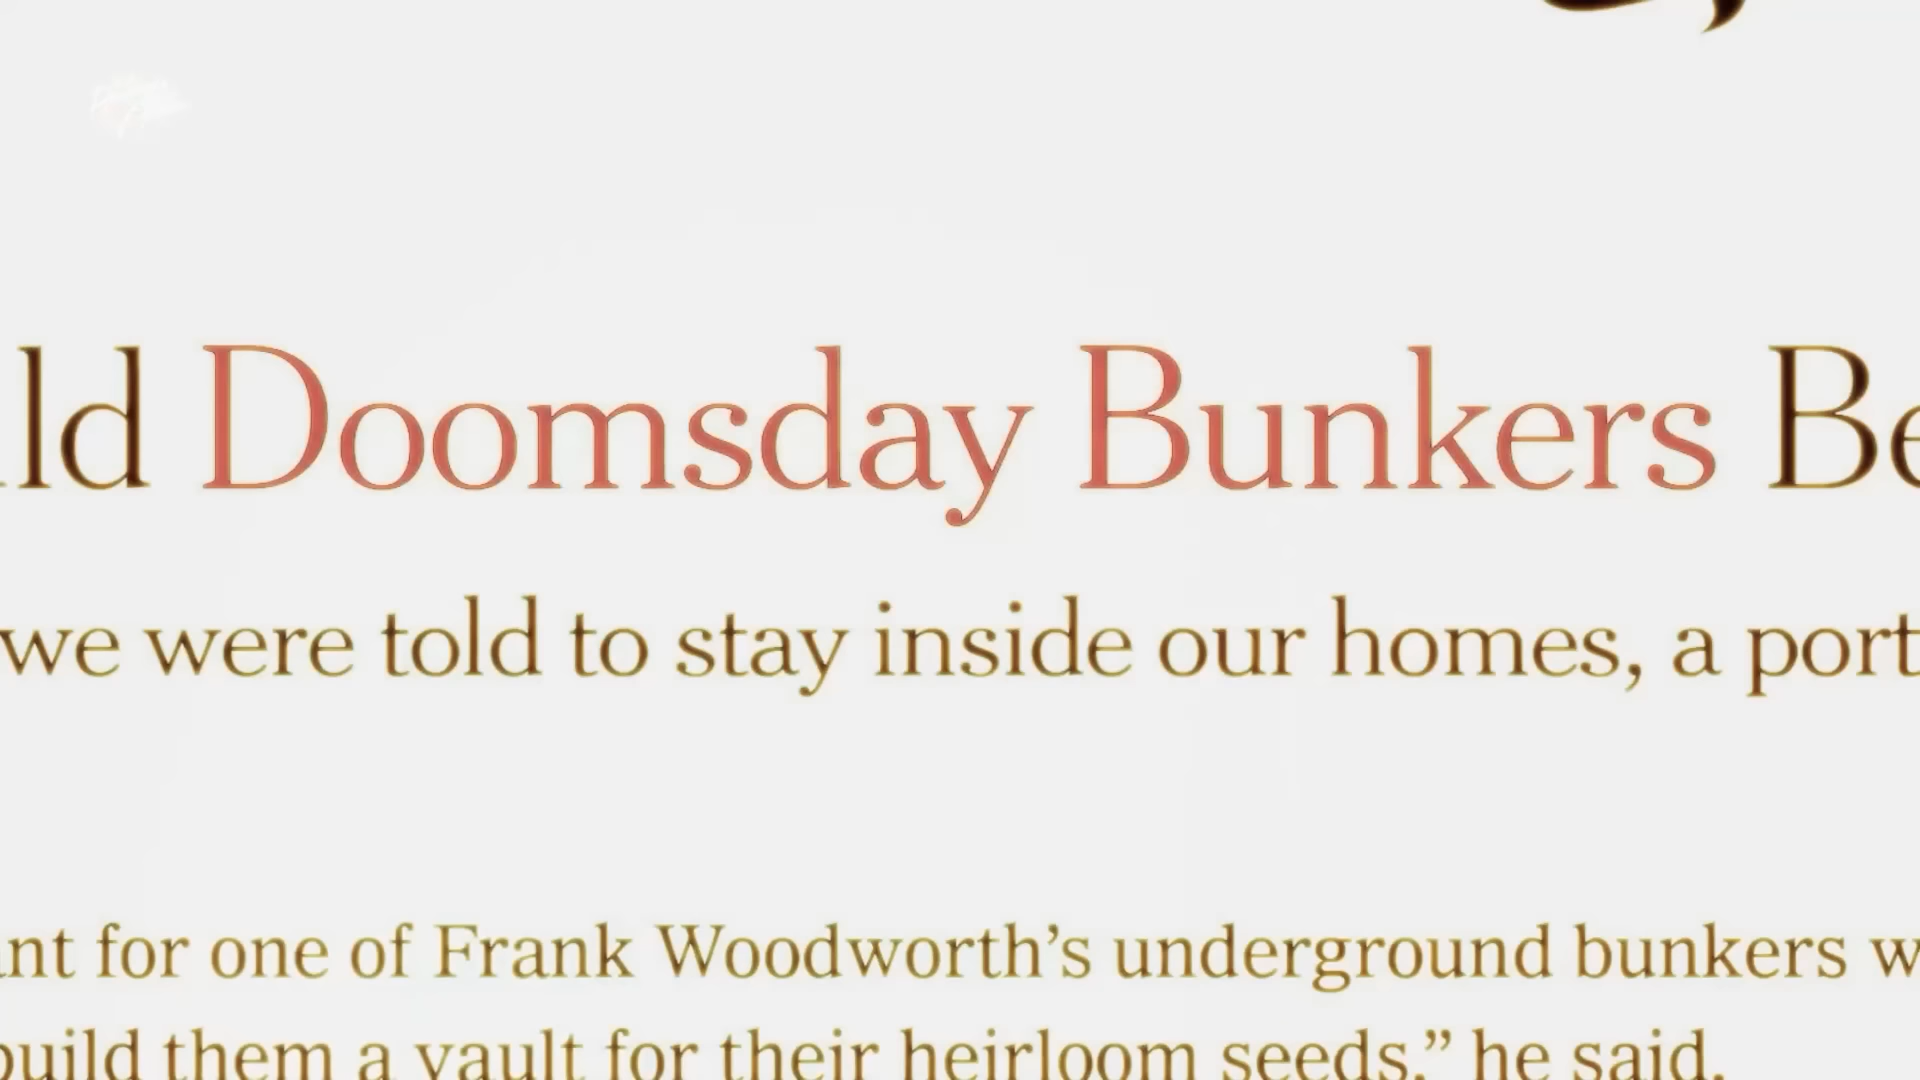 ld Doomsday Bunkers Be
we were told to stay inside our homes, a port
nt for one of Frank Woodworth’s underground bunkers w
build them a vault for their heirloom seeds,” he said.